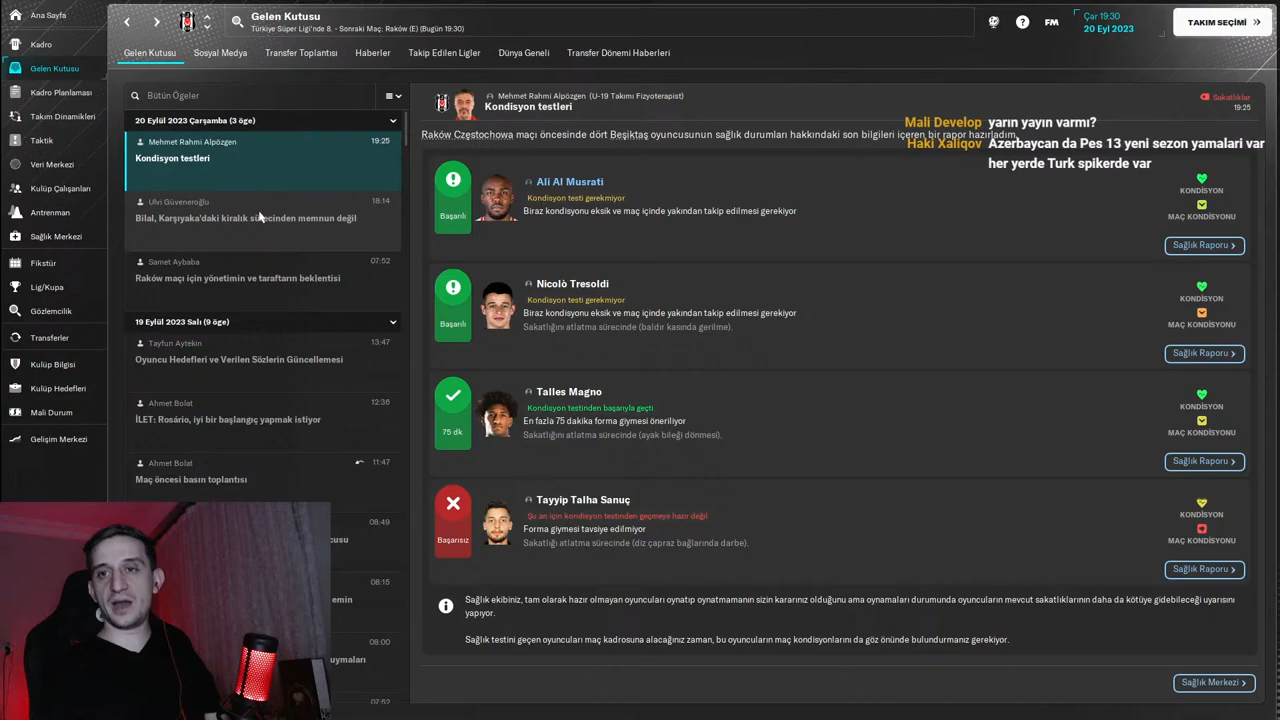 Ana Sayfa
Kadro
Gelen Kutusu
Kadro Planlaması
Takım Dinamikleri
Taktik
Veri Merkezi
Kulüp Çalışanları
Antrenman
Sağlık Merkezi
Fikstür
Lig/Kupa
Gözlemcilik
Transferler
Kulüp Bilgisi
Kulüp Hedefleri
Mali Durum
Gelişim Merkezi
Gelen Kutusu
Türkiye Süper Ligi'nde 8. - Sonraki Maç: Raków (E) (Bugün 19:30)
FM
Çar 19:30
20 Eyl 2023
TAKIM SEÇİMİ
Gelen Kutusu
Sosyal Medya
Transfer Toplantısı
Haberler
Takip Edilen Ligler
Dünya Geneli
Transfer Dönemi Haberleri
Bütün Ögeler
20 Eylül 2023 Çarşamba (3 öge)
Mehmet Rahmi Alpözgen 19:25
Kondisyon testleri
Ulvi Güveneroğlu 18:14
Bilal, Karşıyaka'daki kiralık sürecinden memnun değil
Samet Aybaba 07:52
Raków maçı için yönetimin ve taraftarın beklentisi
19 Eylül 2023 Salı (9 öge)
Tayfun Aytekin 13:47
Oyuncu Hedefleri ve Verilen Sözlerin Güncellemesi
Ahmet Bolat 12:36
İLET: Rosário, iyi bir başlangıç yapmak istiyor
Ahmet Bolat 11:47
Maç öncesi basın toplantısı
08:49
cusu
08:15
emin
08:00
uymaları
07:52
Mehmet Rahmi Alpözgen (U-19 Takımı Fizyoterapist)
Kondisyon testleri
Sakatlıklar
19:25
Raków Częstochowa maçı öncesinde dört Beşiktaş oyuncusunun sağlık durumları hakkındaki son bilgileri içeren bir rapor hazırladım.
Mali Develop yarın yayın varmı?
Haki Xaliqov Azerbaycan da Pes 13 yeni sezon yamalari var
her yerde Turk spikerde var
Başarılı
Ali Al Musrati
Kondisyon testi gerekmiyor
Biraz kondisyonu eksik ve maç içinde yakından takip edilmesi gerekiyor
KONDİSYON
MAÇ KONDİSYONU
Sağlık Raporu
Başarılı
Nicolò Tresoldi
Kondisyon testi gerekmiyor
Biraz kondisyonu eksik ve maç içinde yakından takip edilmesi gerekiyor
Sakatlığını atlatma sürecinde (baldır kasında gerilme).
KONDİSYON
MAÇ KONDİSYONU
Sağlık Raporu
75 dk
Talles Magno
Kondisyon testinden başarıyla geçti
En fazla 75 dakika forma giymesi öneriliyor
Sakatlığını atlatma sürecinde (ayak bileği dönmesi).
KONDİSYON
MAÇ KONDİSYONU
Sağlık Raporu
Başarısız
Tayyip Talha Sanuç
Şu an için kondisyon testinden geçmeye hazır değil
Forma giymesi tavsiye edilmiyor
Sakatlığı atlatma sürecinde (diz çapraz bağlarında darbe).
KONDİSYON
MAÇ KONDİSYONU
Sağlık Raporu
Sağlık ekibiniz, tam olarak hazır olmayan oyuncuları oynatıp oynatmamanın sizin kararınız olduğunu ama oynamaları durumunda oyuncuların mevcut sakatlıklarının daha da kötüye gidebileceği uyarısını
yapıyor.
Sağlık testini geçen oyuncuları maç kadrosuna alacağınız zaman, bu oyuncuların maç kondisyonlarını da göz önünde bulundurmanız gerekiyor.
Sağlık Merkezi